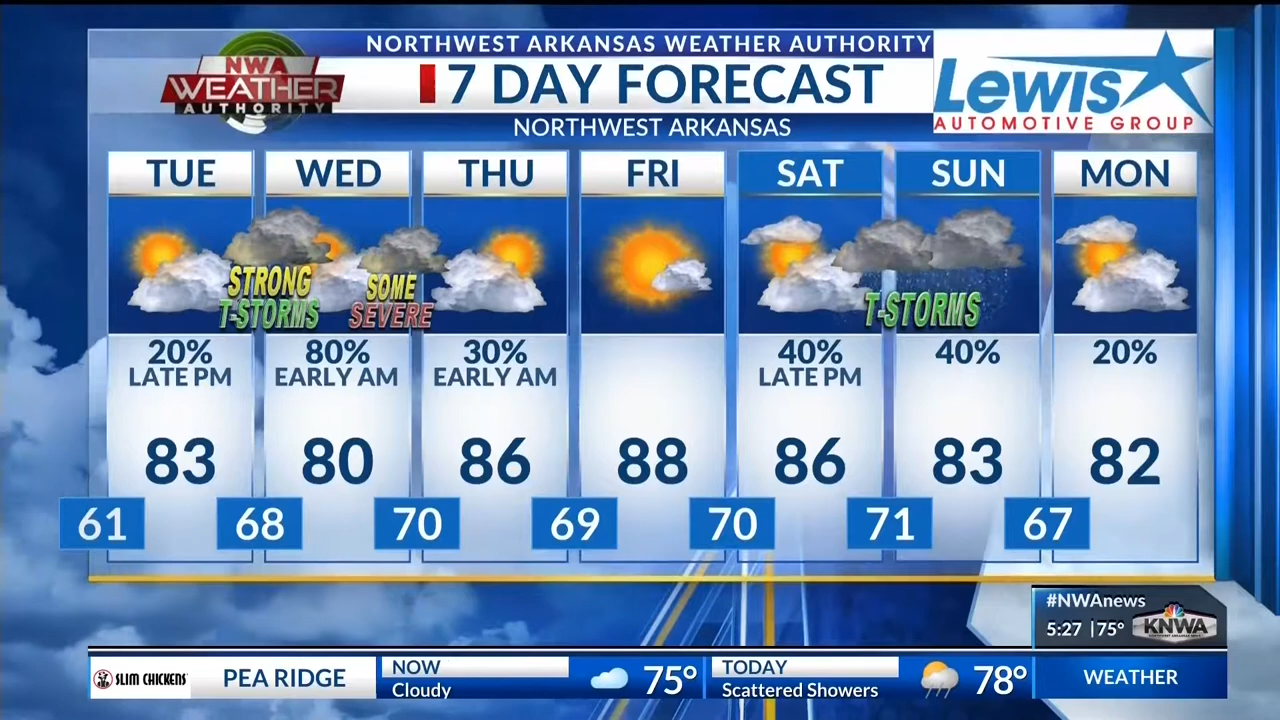 NORTHWEST ARKANSAS WEATHER AUTHORITY
NWA
WEATHER
AUTHORITY
7 DAY FORECAST
NORTHWEST ARKANSAS
Lewis
AUTOMOTIVE GROUP
TUE WED THU FRI SAT SUN MON
STRONG
T-STORMS
SOME
SEVERE
T-STORMS
20% 80% 30% 40% 40% 20%
LATE PM EARLY AM EARLY AM LATE PM
83 80 86 88 86 83 82
61 68 70 69 70 71 67
#NWAnews
5:27 | 75°
KNWA
SLIM CHICKENS
PEA RIDGE
NOW
Cloudy
75°
TODAY
Scattered Showers
78°
WEATHER